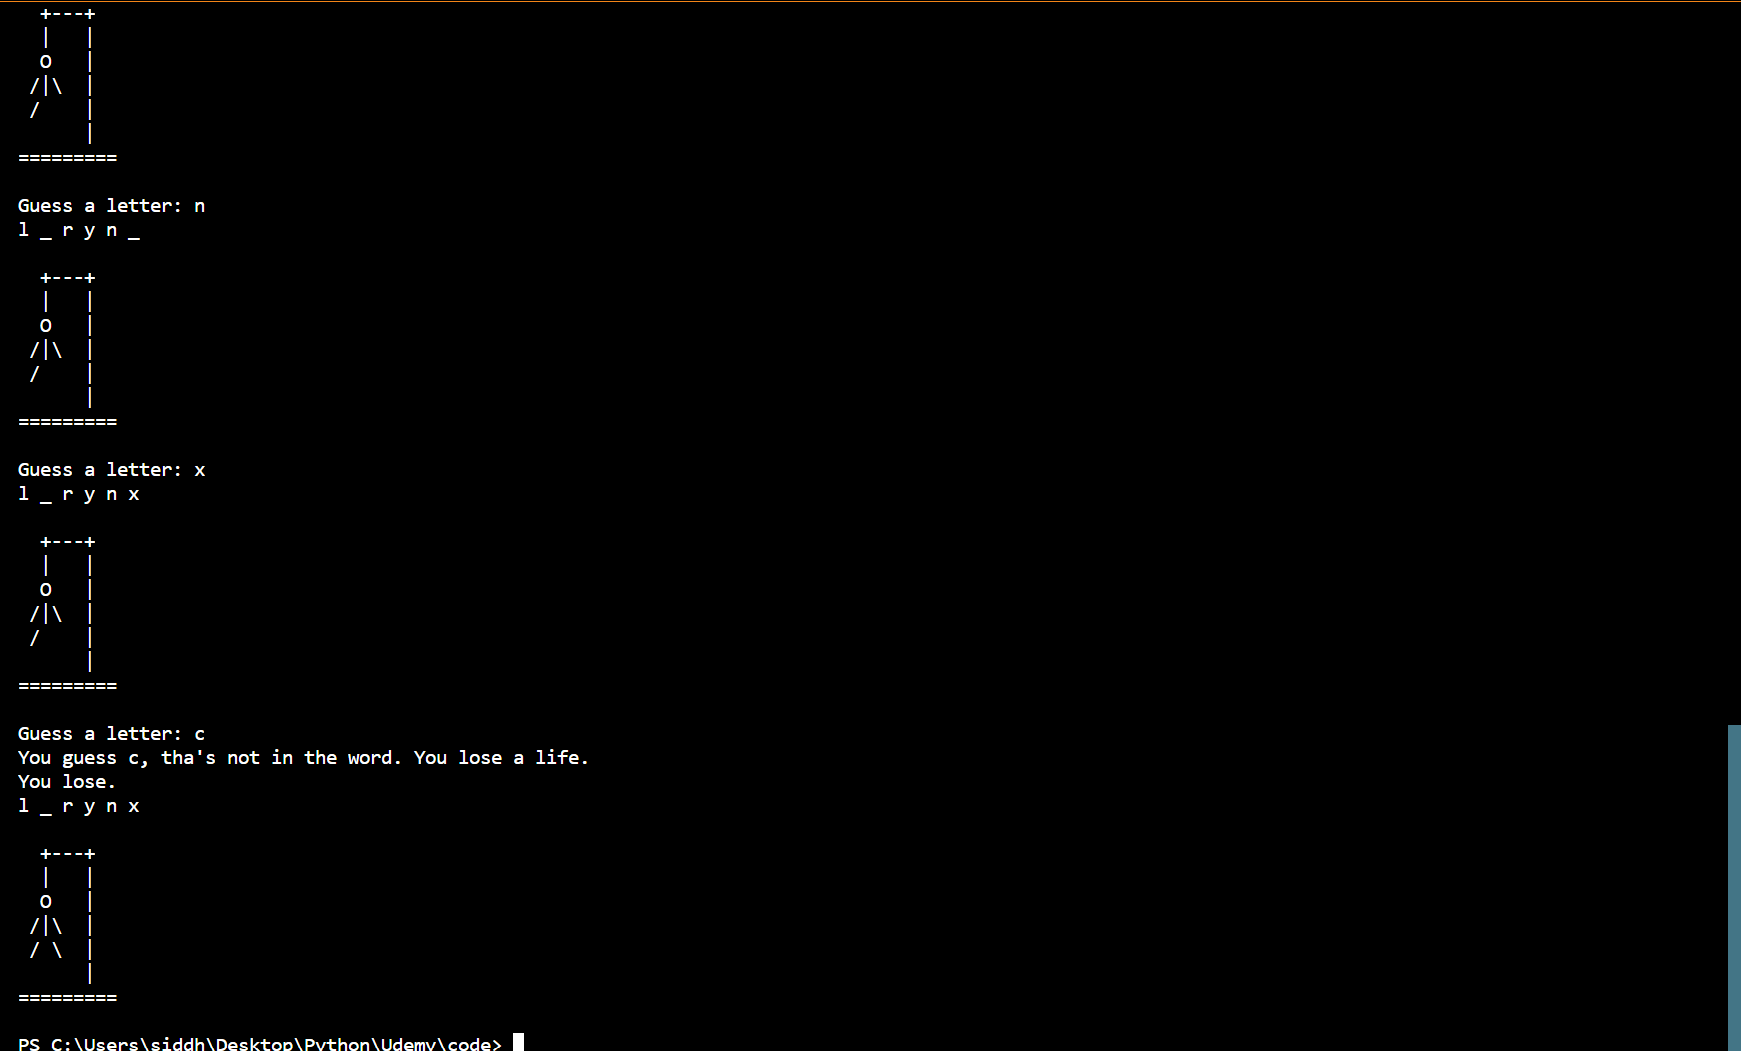 +---+
  |   |
  o   |
 /|\  |
 /    |
      |
=========

Guess a letter: n
l _ r y n _

  +---+
  |   |
  o   |
 /|\  |
 /    |
      |
=========

Guess a letter: x
l _ r y n x

  +---+
  |   |
  o   |
 /|\  |
 /    |
      |
=========

Guess a letter: c
You guess c, tha's not in the word. You lose a life.
You lose.
l _ r y n x

  +---+
  |   |
  o   |
 /|\  |
 / \  |
      |
=========

PS C:\Users\siddh\Desktop\Python\Udemy\code>